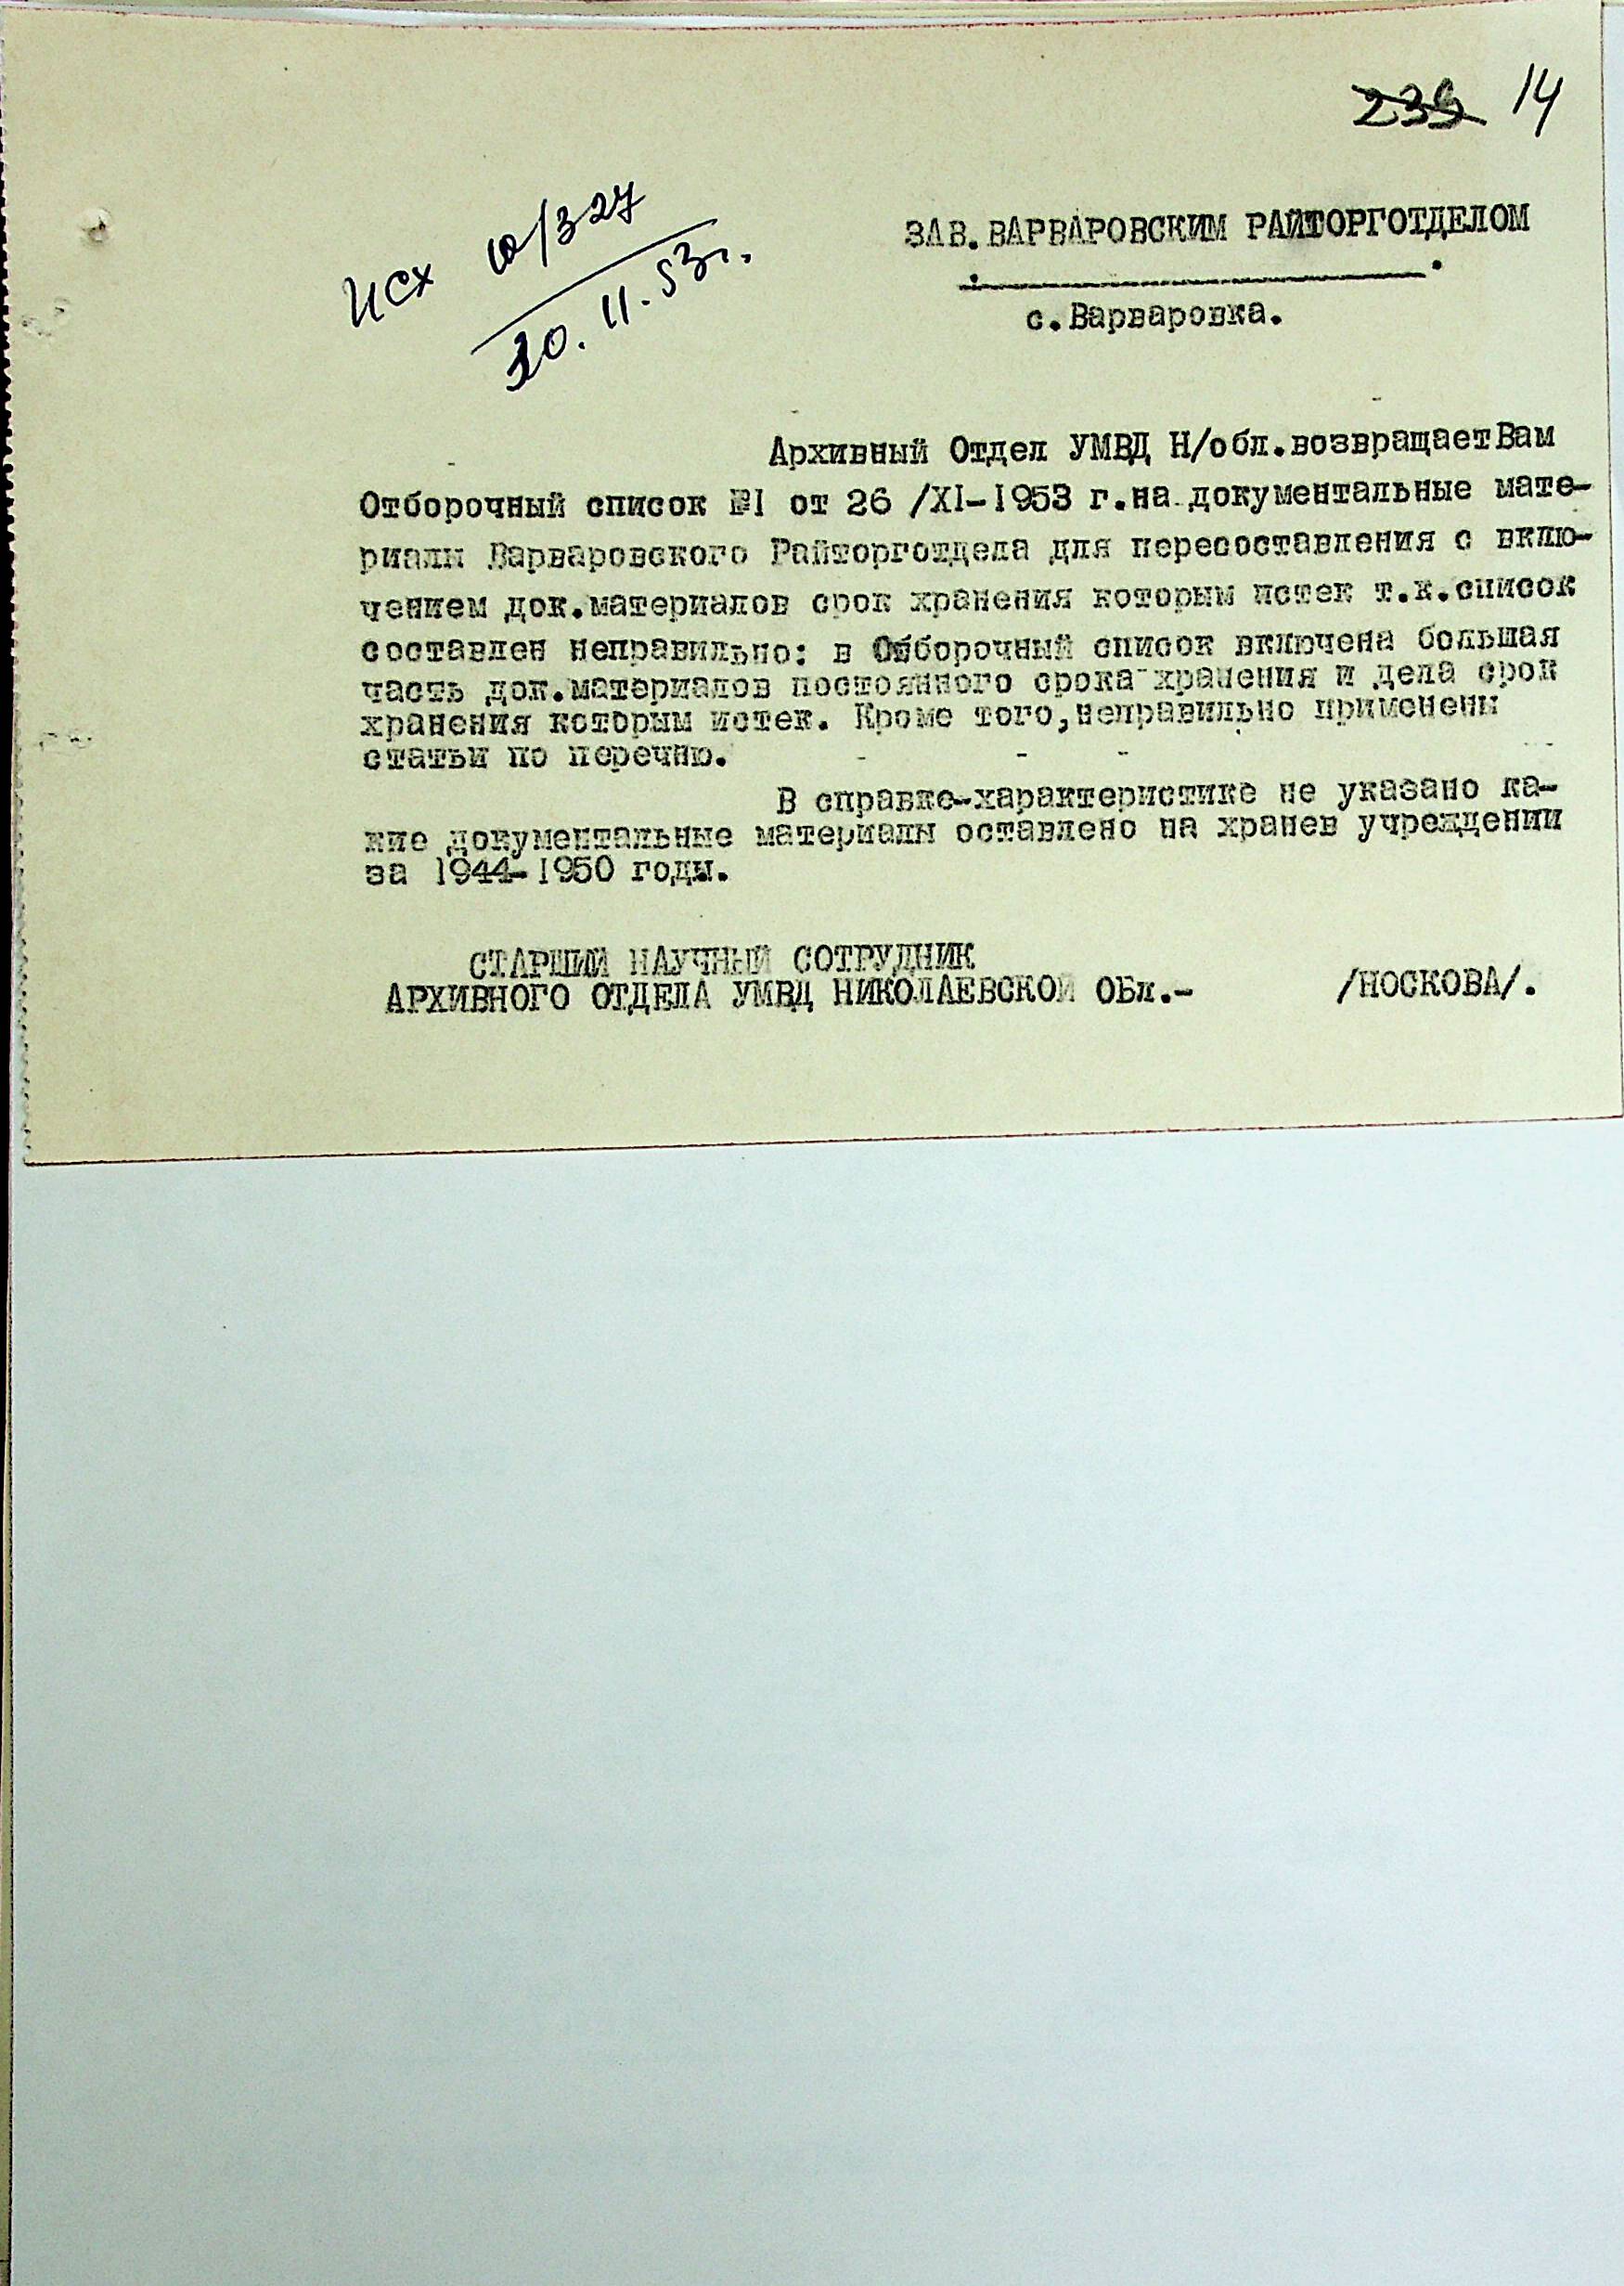 239 14
Исх 10/327
30.11.53г.
ЗАВ. ВАРВАРОВСКИМ РАЙТОРГОТДЕЛОМ
с. Варваровка.
Архивный Отдел УМВД Н/обл. возвращает Вам
Отборочный список №1 от 26 /XI-1953 г. на документальные мате-
риалы Варваровского Райторготдела для пересоставления с вклю-
чением док. материалов срок хранения которым истек т.к. список
составлен неправильно: в Отборочный список включена большая
часть док. материалов постоянного срока хранения и дела срок
хранения которым истек. Кроме того, неправильно применены
статьи по перечню.
В справке-характеристике не указано ка-
кие документальные материалы оставлено на хранев учреждении
за 1944-1950 годы.
СТАРШИЙ НАУЧНЫЙ СОТРУДНИК
АРХИВНОГО ОТДЕЛА УМВД НИКОЛАЕВСКОЙ ОБл.- /НОСКОВА/.